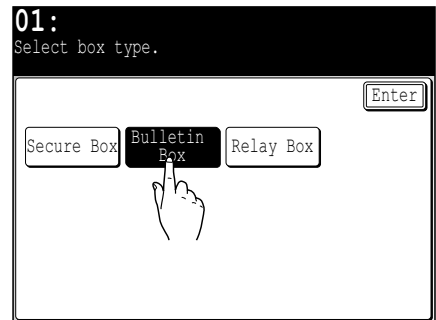 01:
Select box type.
Enter
Secure Box
Bulletin
Box
Relay Box